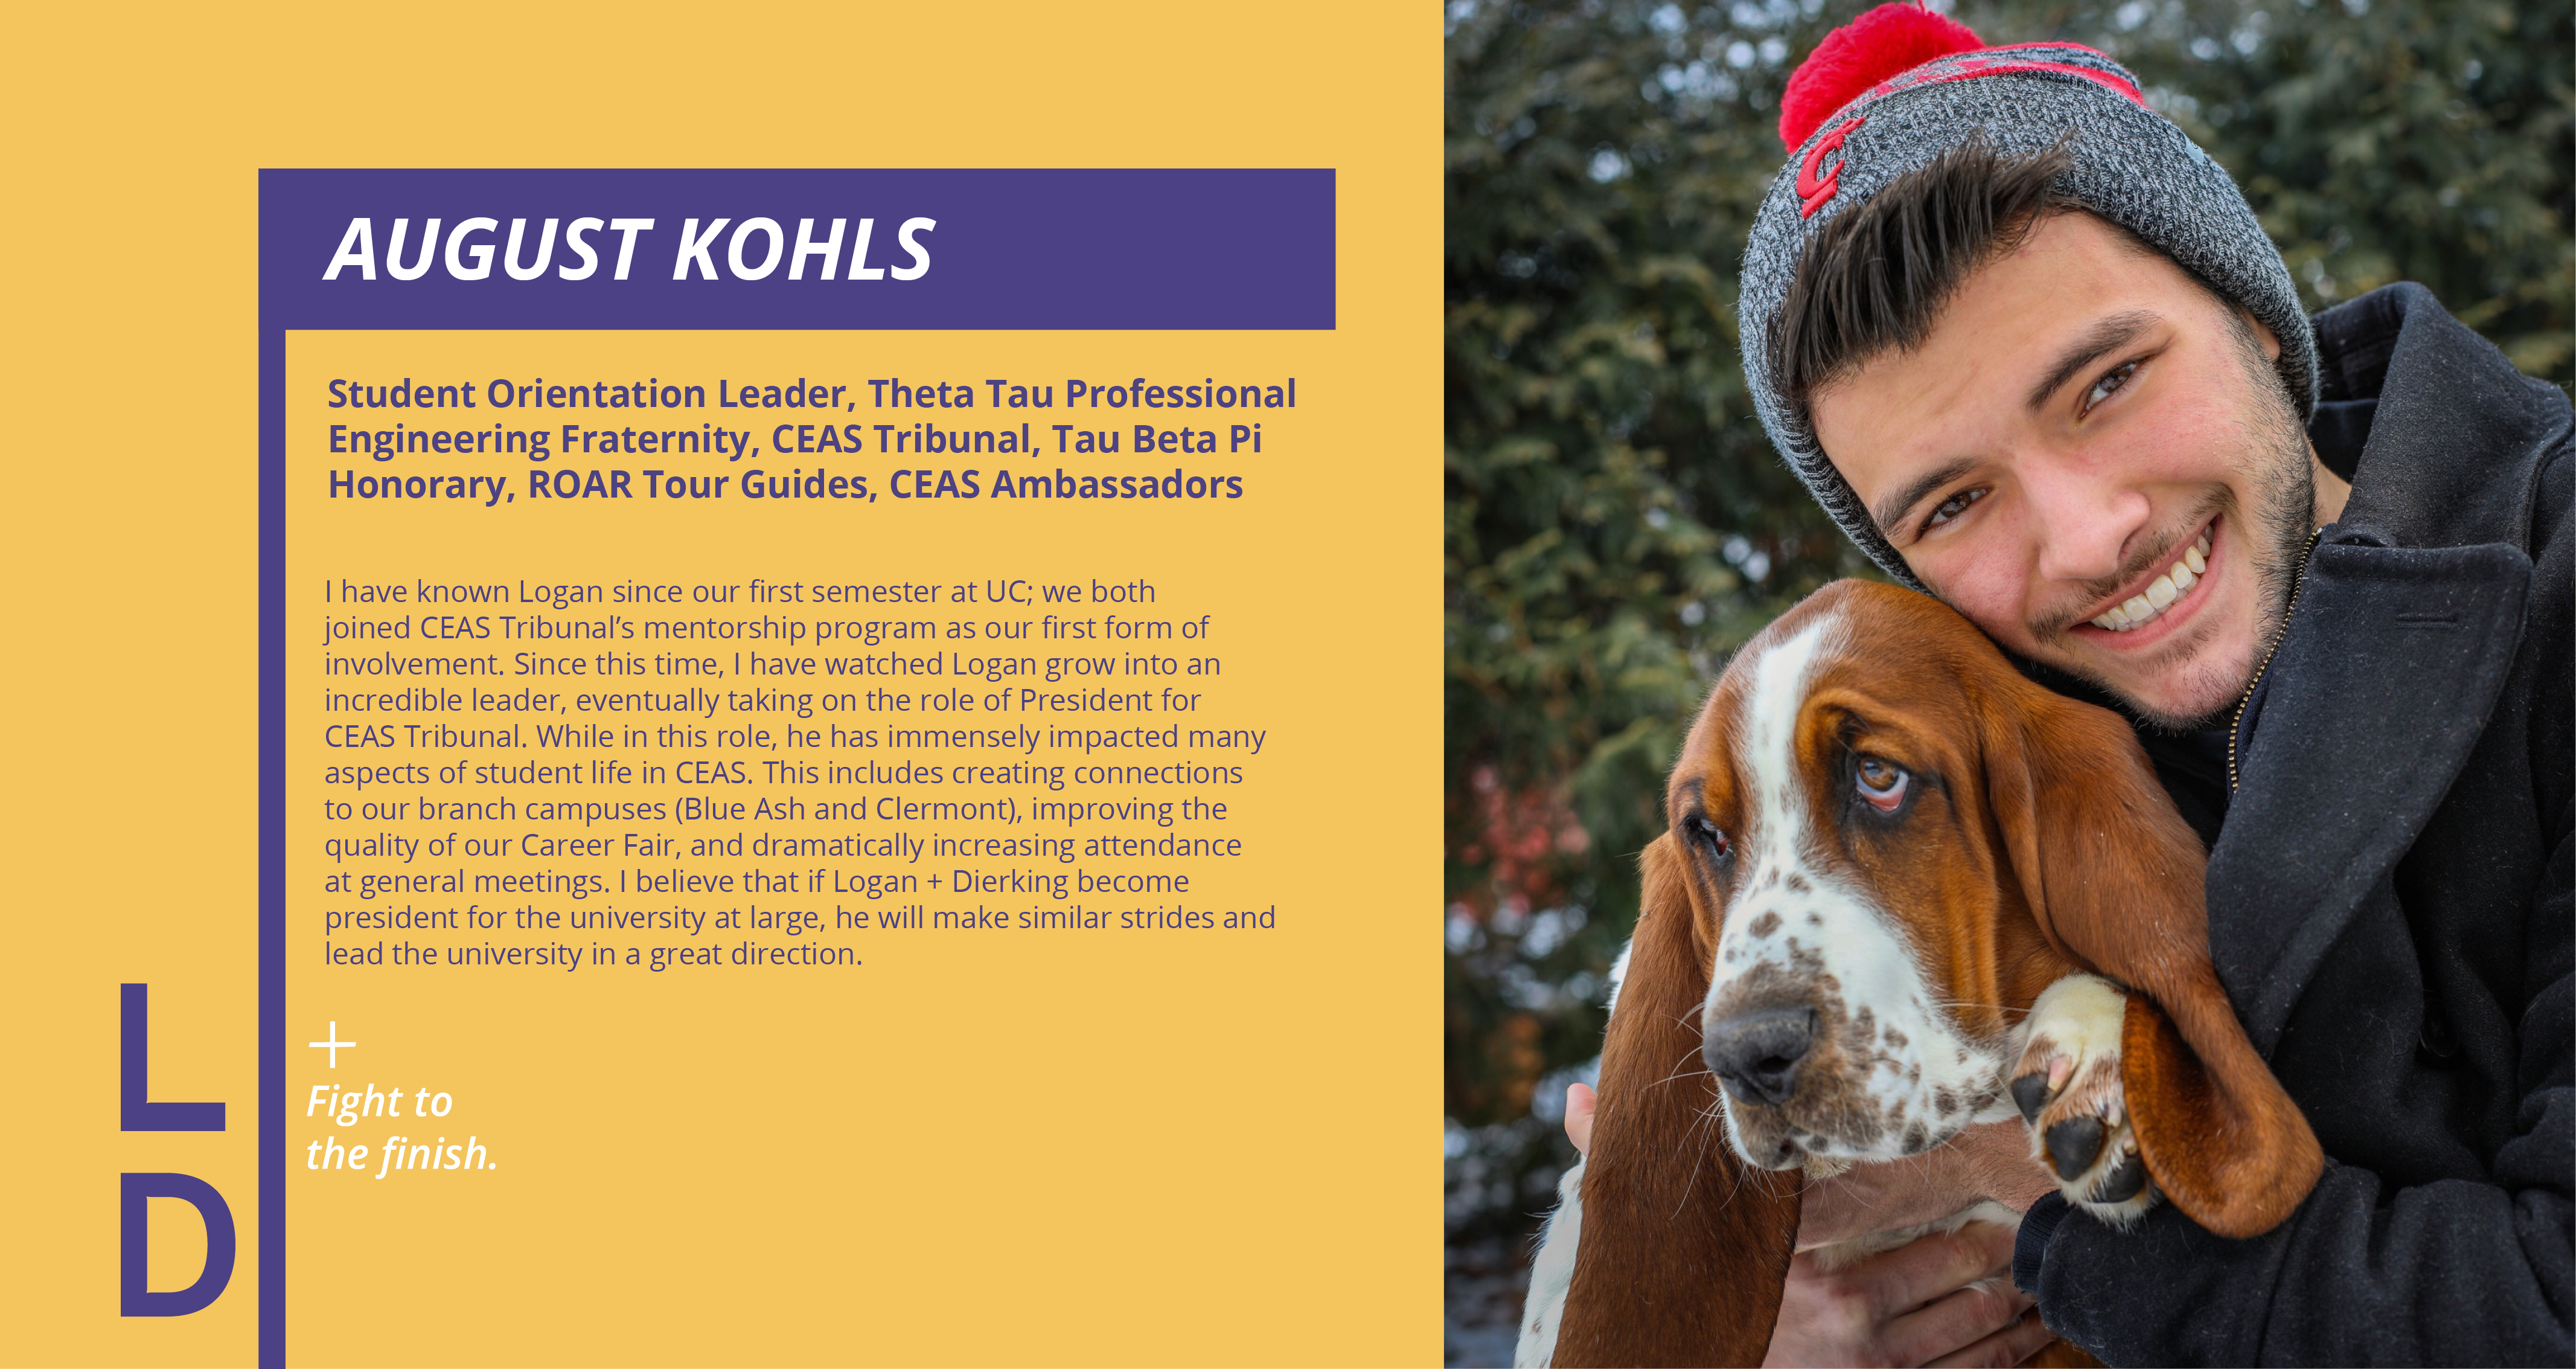 AUGUST KOHLS
Student Orientation Leader, Theta Tau Professional
Engineering Fraternity, CEAS Tribunal, Tau Beta Pi
Honorary, ROAR Tour Guides, CEAS Ambassadors
I have known Logan since our first semester at UC; we both
joined CEAS Tribunal’s mentorship program as our first form of
involvement. Since this time, I have watched Logan grow into an
incredible leader, eventually taking on the role of President for
CEAS Tribunal. While in this role, he has immensely impacted many
aspects of student life in CEAS. This includes creating connections
to our branch campuses (Blue Ash and Clermont), improving the
quality of our Career Fair, and dramatically increasing attendance
at general meetings. I believe that if Logan + Dierking become
president for the university at large, he will make similar strides and
lead the university in a great direction.
L
D
+
Fight to
the finish.
UC